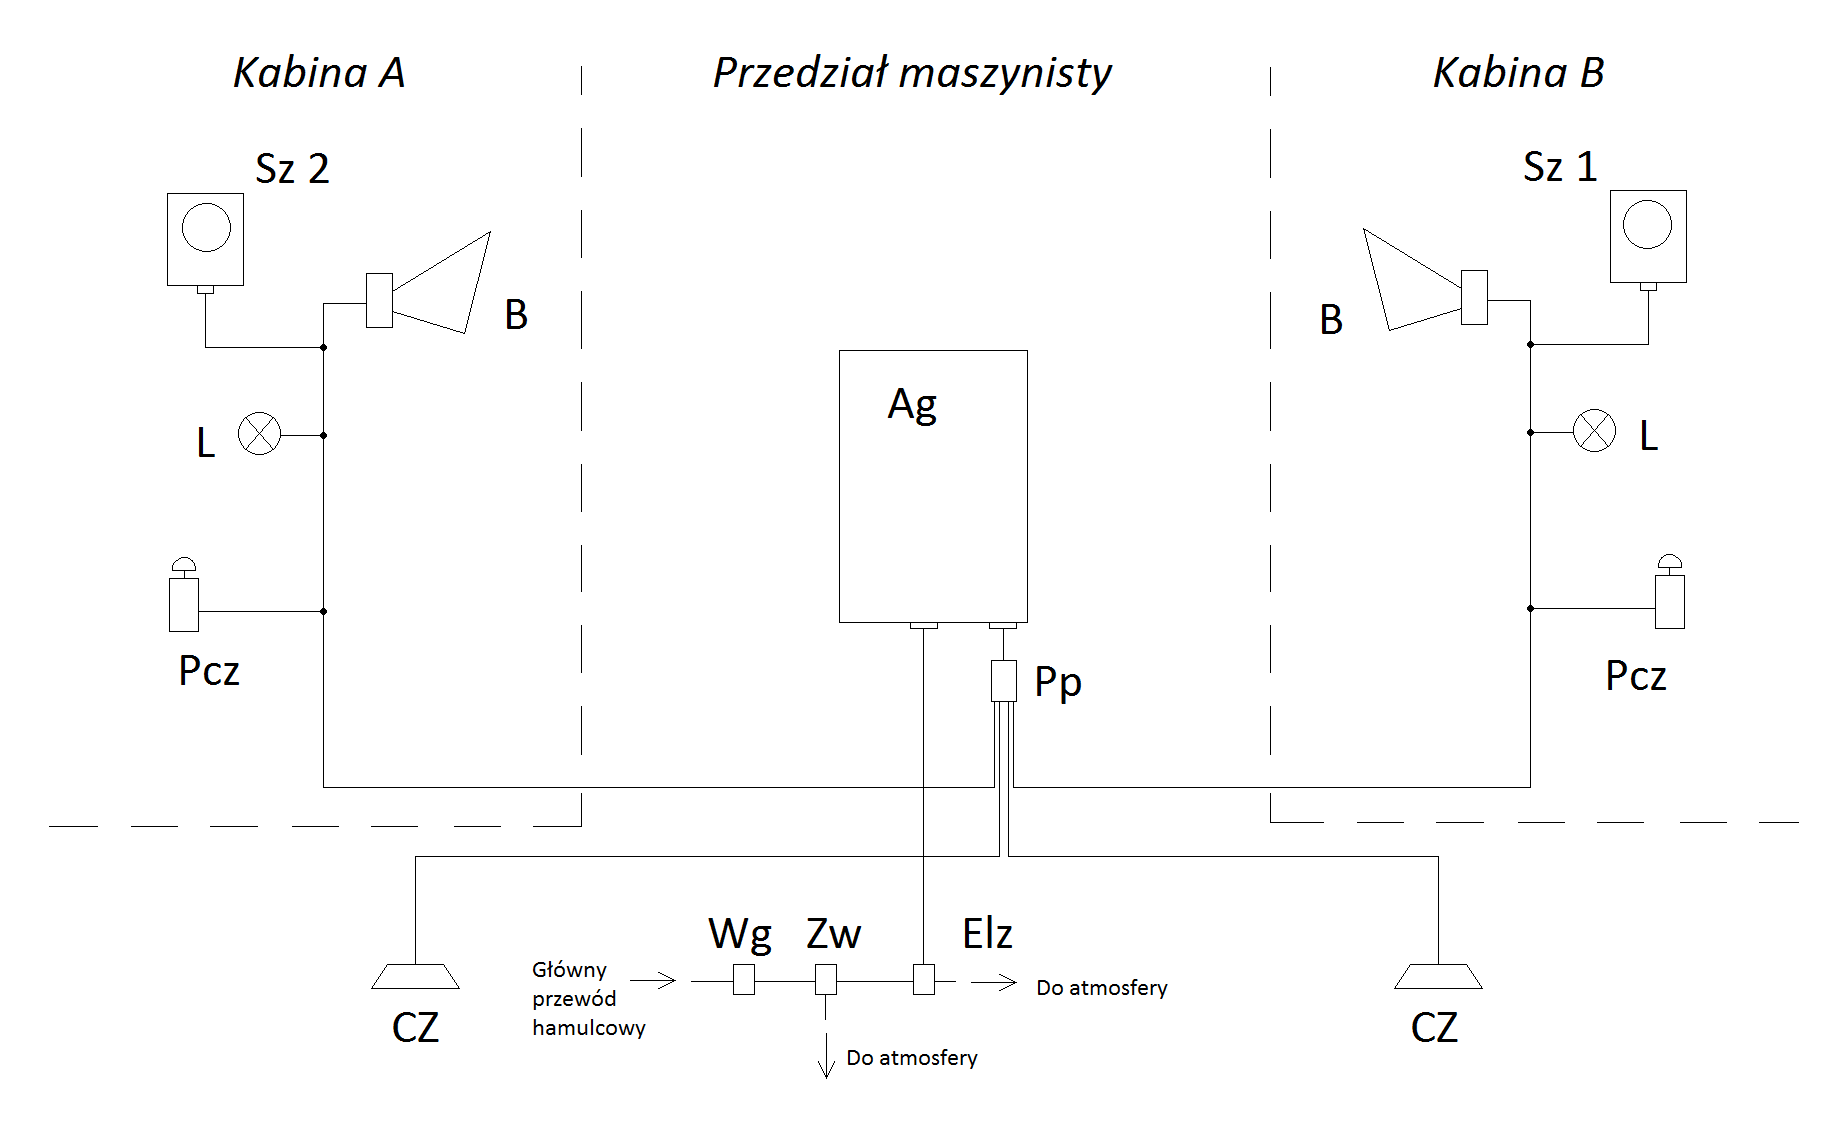 Kabina A
Przedział maszynisty
Kabina B
Sz 2
Sz 1
B
B
Ag
L
L
Pcz
Pp
Pcz
Wg
Zw
Elz
Główny
przewód
hamulcowy
Do atmosfery
CZ
CZ
Do atmosfery